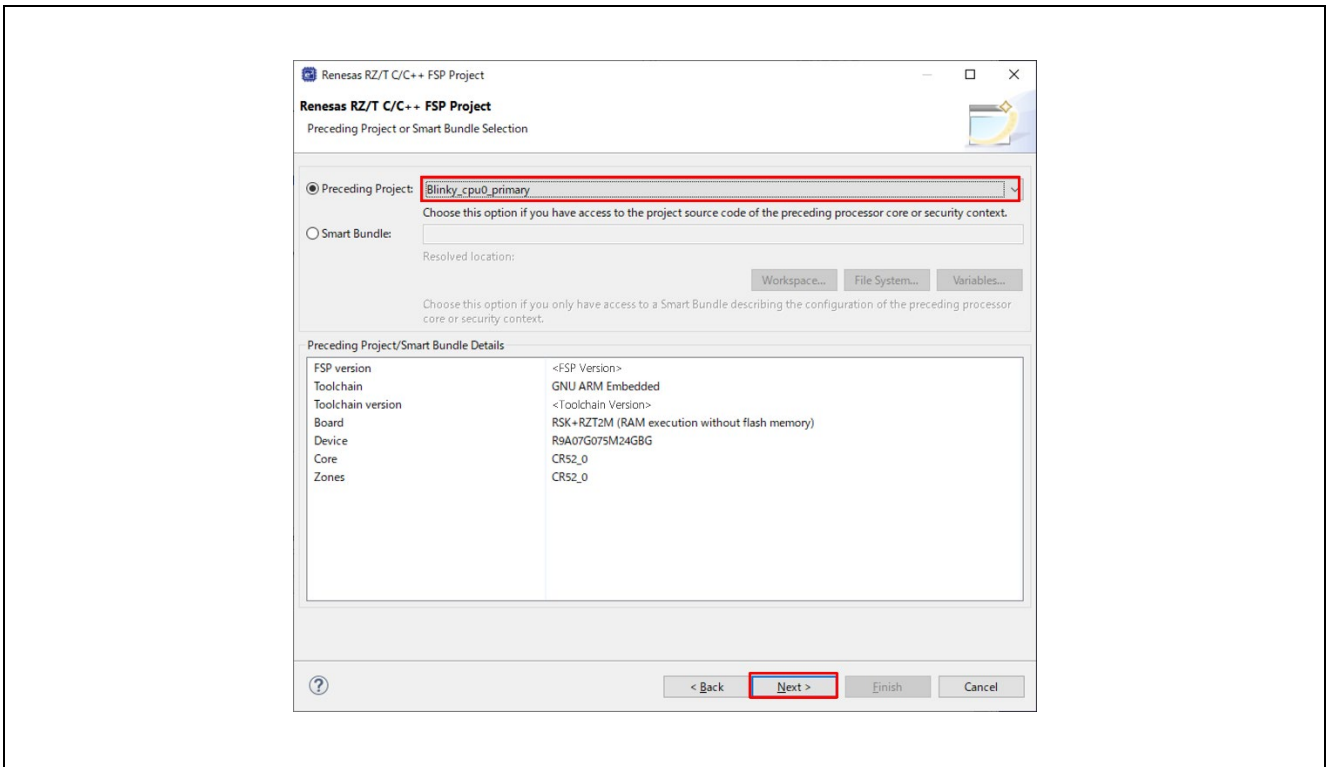 Renesas RZ/T C/C++ FSP Project
Renesas RZ/T C/C++ FSP Project
Preceding Project or Smart Bundle Selection
Preceding Project: Blinky_cpu0_primary
Choose this option if you have access to the project source code of the preceding processor core or security context.
Smart Bundle:
Resolved location:
Workspace... File System... Variables...
Choose this option if you only have access to a Smart Bundle describing the configuration of the preceding processor
core or security context.
Preceding Project/Smart Bundle Details
FSP version <FSP Version>
Toolchain GNU ARM Embedded
Toolchain version <Toolchain Version>
Board RSK+RZT2M (RAM execution without flash memory)
Device R9A07G075M24GBG
Core CR52_0
Zones CR52_0
? < Back Next > Finish Cancel